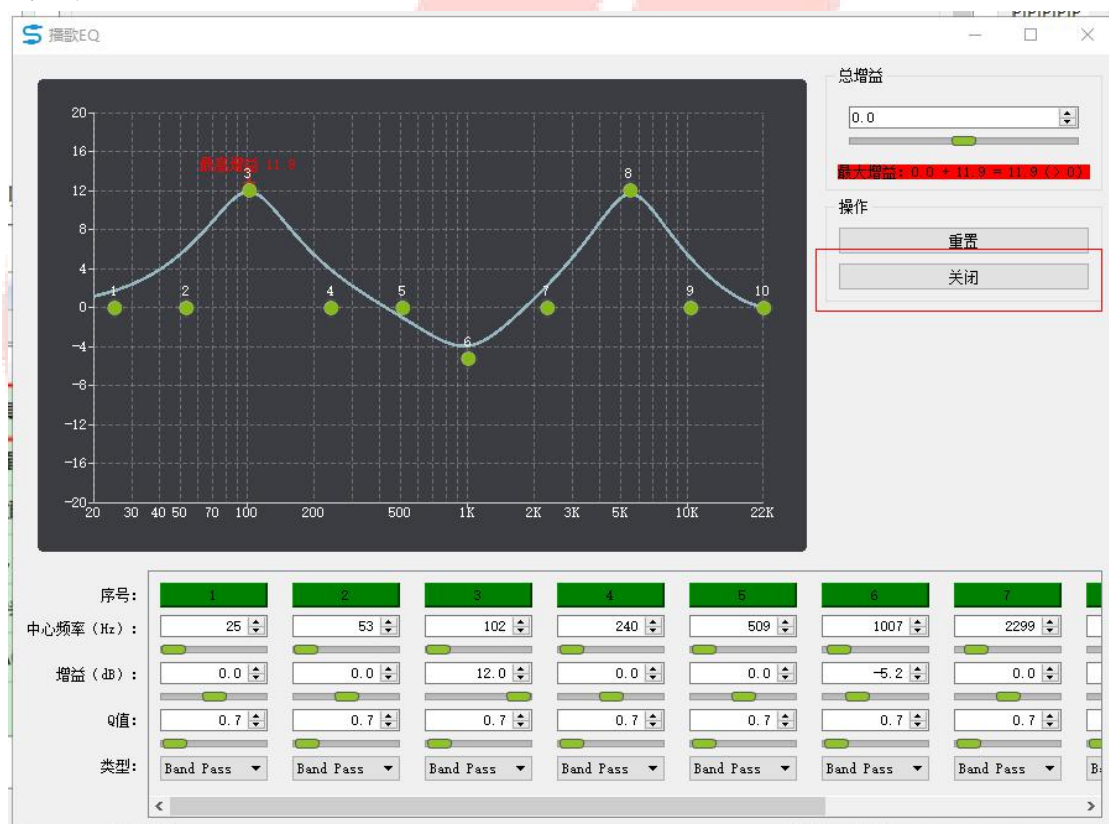 播歌EQ
总增益
0.0
最大增益: 0.0 + 11.9 = 11.9 (> 0)
操作
重置
关闭
20
16
12
8
4
0
-4
-8
-12
-16
-20
最高增益 11.9
1 2 3 4 5 6 7 8 9 10
20 30 40 50 70 100 200 500 1K 2K 3K 5K 10K 22K
序号: 1 2 3 4 5 6 7
中心频率 (Hz) : 25 53 102 240 509 1007 2299
增益 (dB) : 0.0 0.0 12.0 0.0 0.0 -5.2 0.0
Q值: 0.7 0.7 0.7 0.7 0.7 0.7 0.7
类型: Band Pass Band Pass Band Pass Band Pass Band Pass Band Pass Band Pass